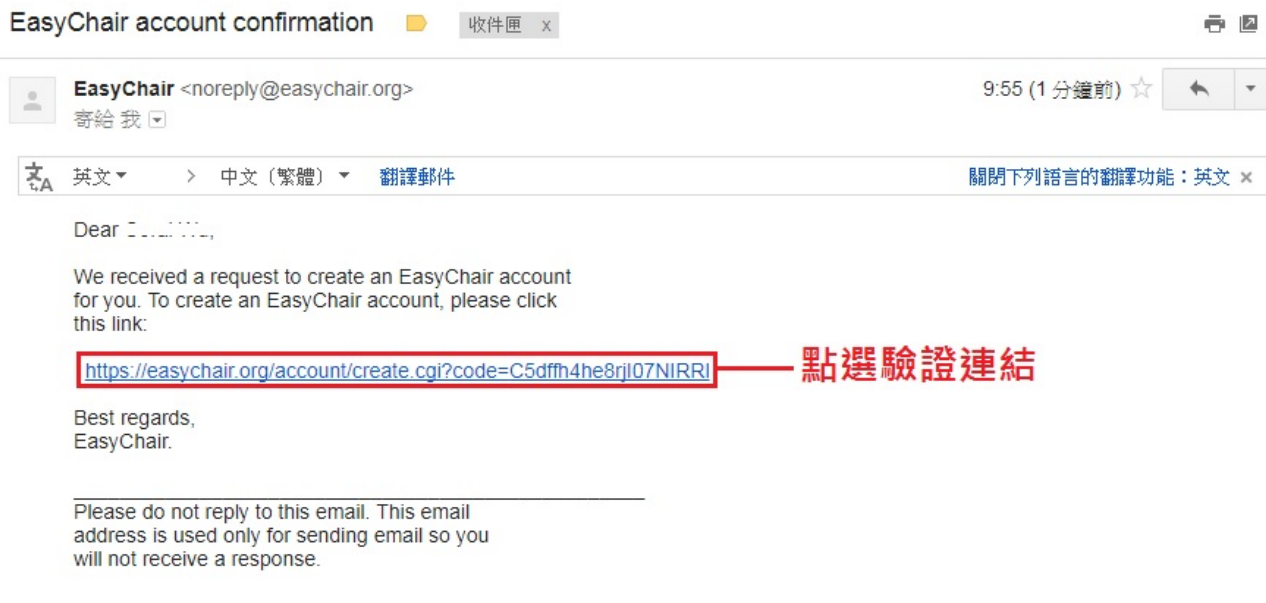 EasyChair account confirmation 收件匣 x
EasyChair <noreply@easychair.org> 9:55 (1 分鐘前)
寄給 我
英文 > 中文（繁體） 翻譯郵件 關閉下列語言的翻譯功能：英文 ×
Dear
We received a request to create an EasyChair account
for you. To create an EasyChair account, please click
this link:
https://easychair.org/account/create.cgi?code=C5dffh4he8rjI07NIRRI 點選驗證連結
Best regards,
EasyChair.
Please do not reply to this email. This email
address is used only for sending email so you
will not receive a response.